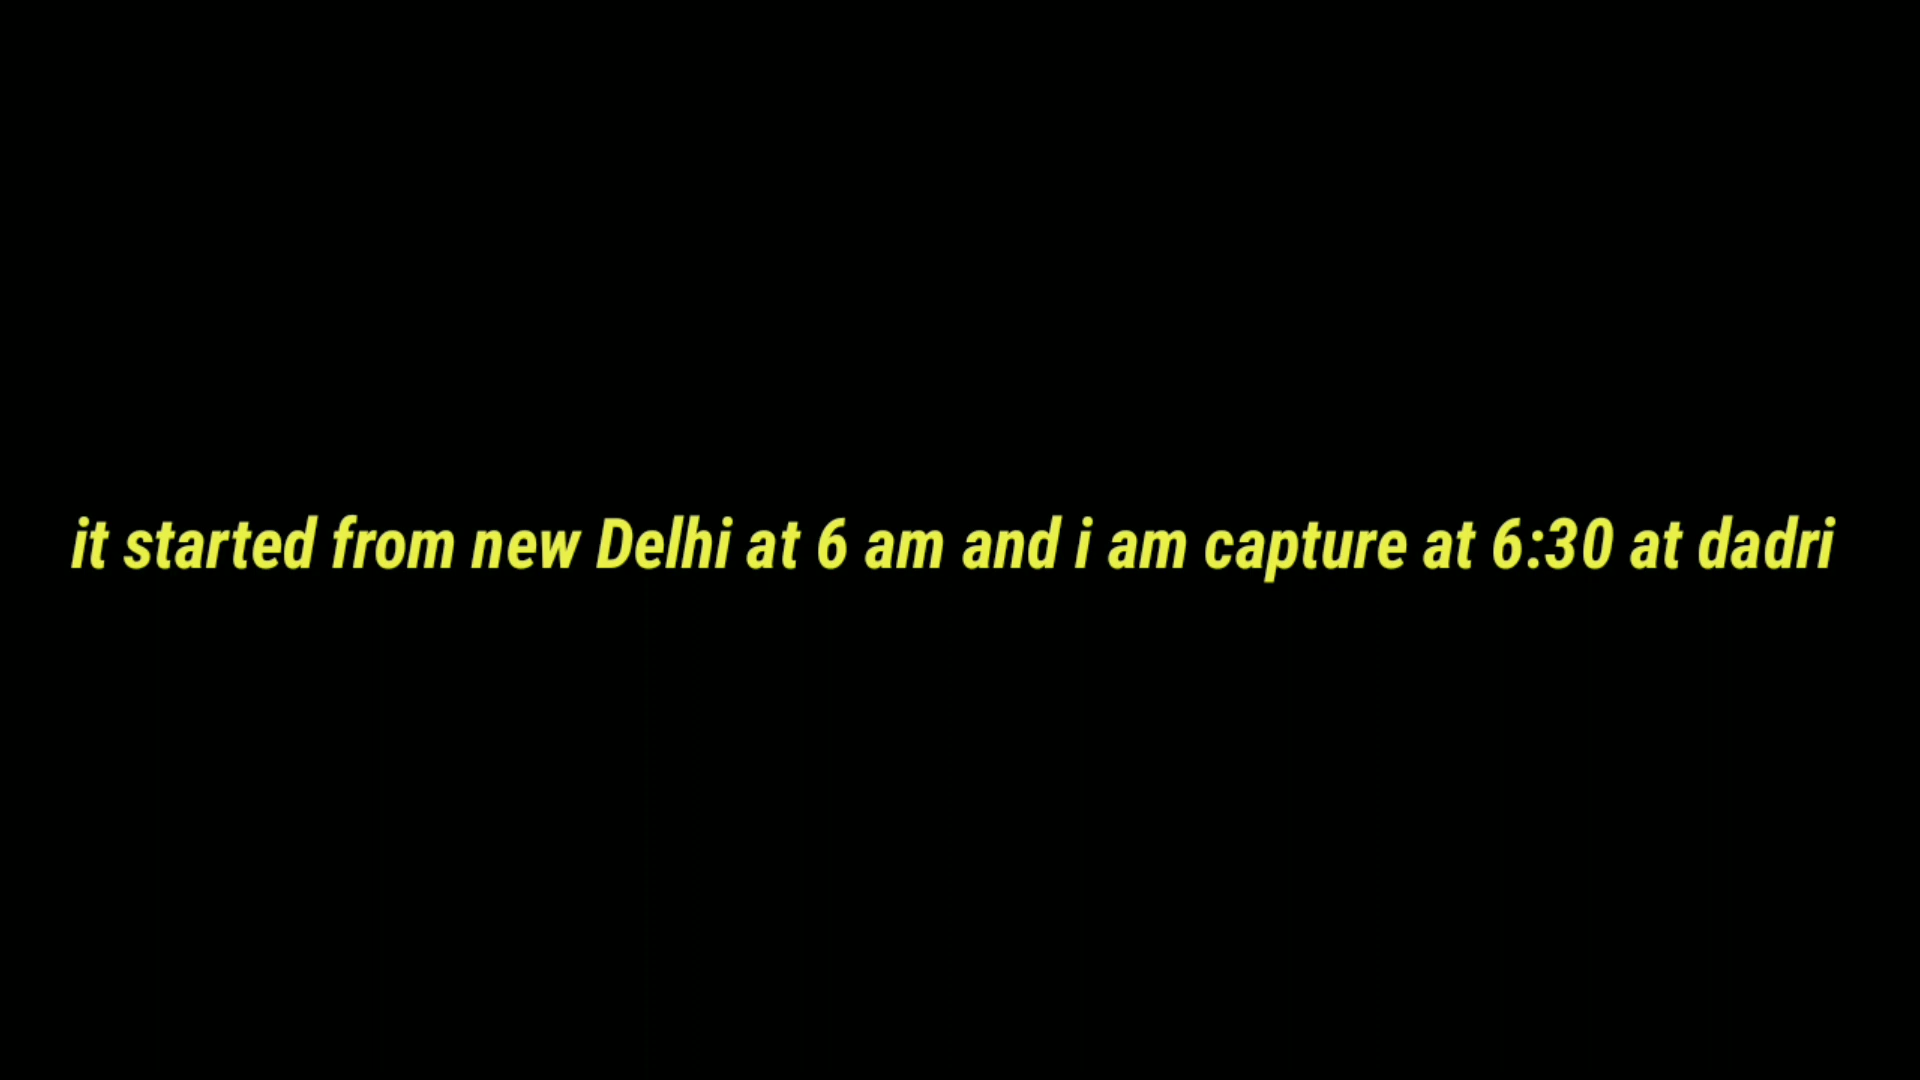 it started from new Delhi at 6 am and i am capture at 6:30 at dadri